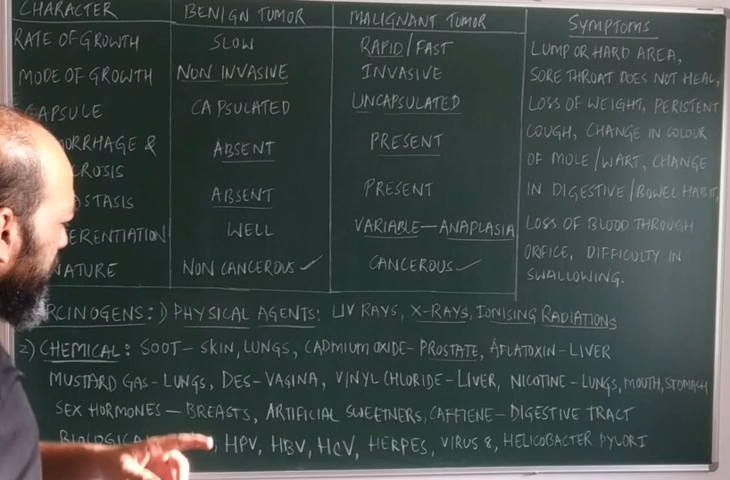 CHARACTER BENIGN TUMOR MALIGNANT TUMOR SYMPTOMS
RATE OF GROWTH SLOW RAPID/FAST LUMP OR HARD AREA,
MODE OF GROWTH NON INVASIVE INVASIVE SORE THROAT DOES NOT HEAL,
CAPSULE CAPSULATED UNCAPSULATED LOSS OF WEIGHT, PERISTENT
MORRHAGE & ABSENT PRESENT COUGH, CHANGE IN COLOUR
CROSIS OF MOLE/WART, CHANGE
STASIS ABSENT PRESENT IN DIGESTIVE/BOWEL HABIT,
ERENTIATION WELL VARIABLE-ANAPLASIA LOSS OF BLOOD THROUGH
NATURE NON CANCEROUS ✓ CANCEROUS ✓ ORIFICE, DIFFICULTY IN
SWALLOWING.
RCINOGENS: 1) PHYSICAL AGENTS: UV RAYS, X-RAYS, IONISING RADIATIONS
2) CHEMICAL: SOOT-SKIN, LUNGS, CADMIUM OXIDE-PROSTATE, AFLATOXIN-LIVER
MUSTARD GAS-LUNGS, DES-VAGINA, VINYL CHLORIDE-LIVER, NICOTINE-LUNGS, MOUTH, STOMACH
SEX HORMONES - BREASTS, ARTIFICIAL SWEETNERS, CAFFIENE-DIGESTIVE TRACT
BIOLOGICAL HPV, HBV, HCV, HERPES, VIRUS 8, HELICOBACTER PYLORI